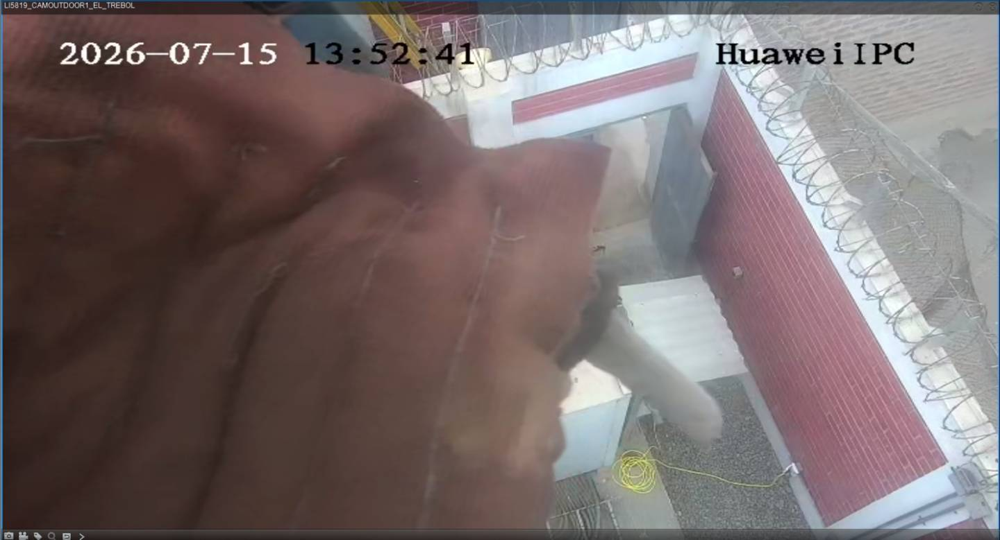 LI5819_CAMOUTDOOR1_EL_TREBOL
2026-07-15 13:52:41 HuaweiIPC